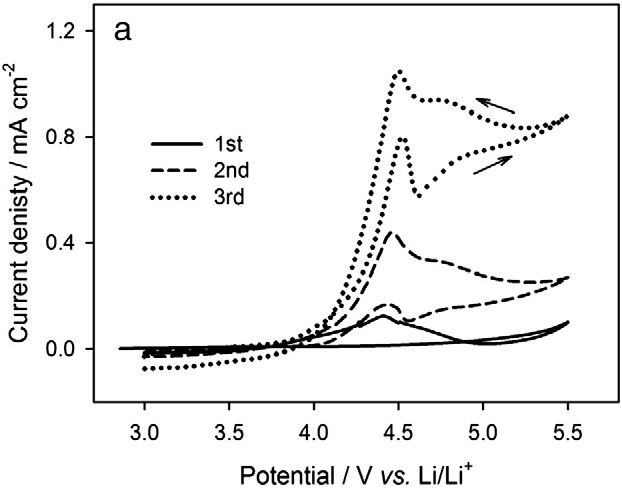 a
1.2
0.8
0.4
0.0
Current denisty / mA cm-2
1st
2nd
3rd
3.0 3.5 4.0 4.5 5.0 5.5
Potential / V vs. Li/Li+